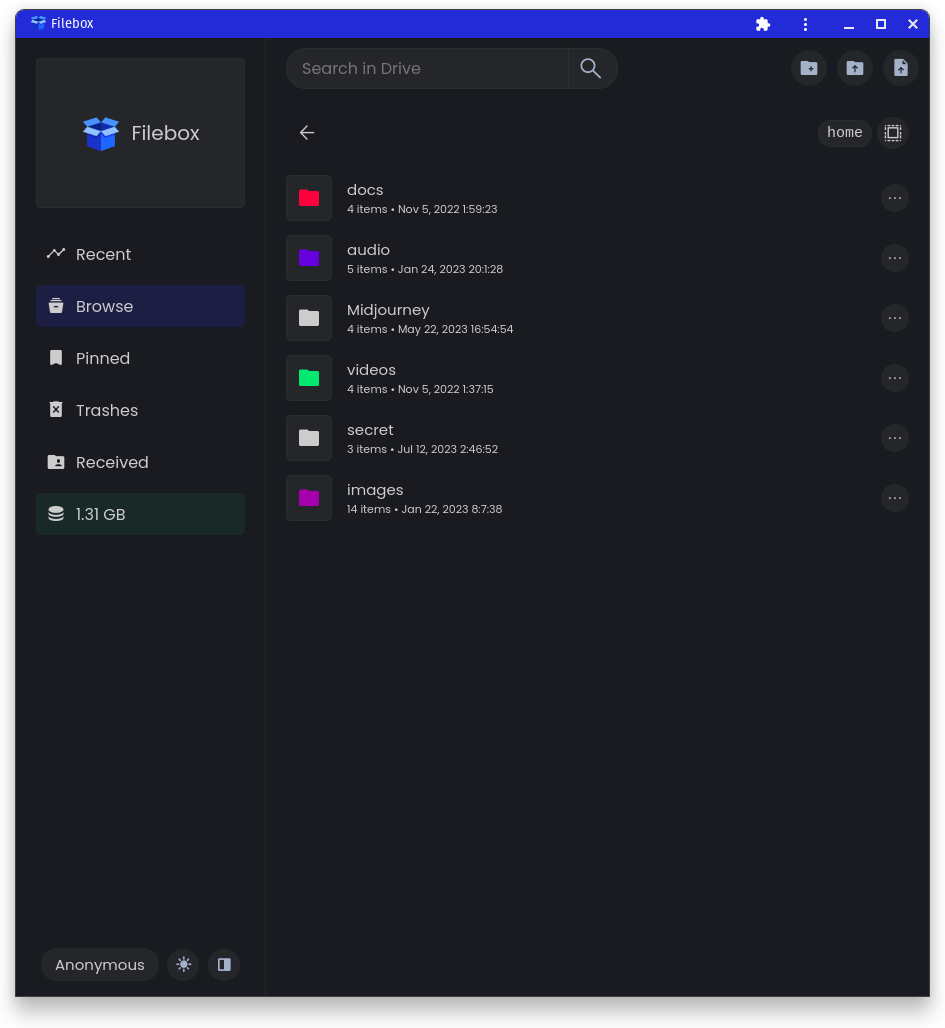 Filebox
Search in Drive
Filebox
home
docs
4 items • Nov 5, 2022 1:59:23
Recent
audio
5 items • Jan 24, 2023 20:1:28
Browse
Midjourney
4 items • May 22, 2023 16:54:54
Pinned
videos
4 items • Nov 5, 2022 1:37:15
Trashes
secret
3 items • Jul 12, 2023 2:46:52
Received
images
14 items • Jan 22, 2023 8:7:38
1.31 GB
Anonymous